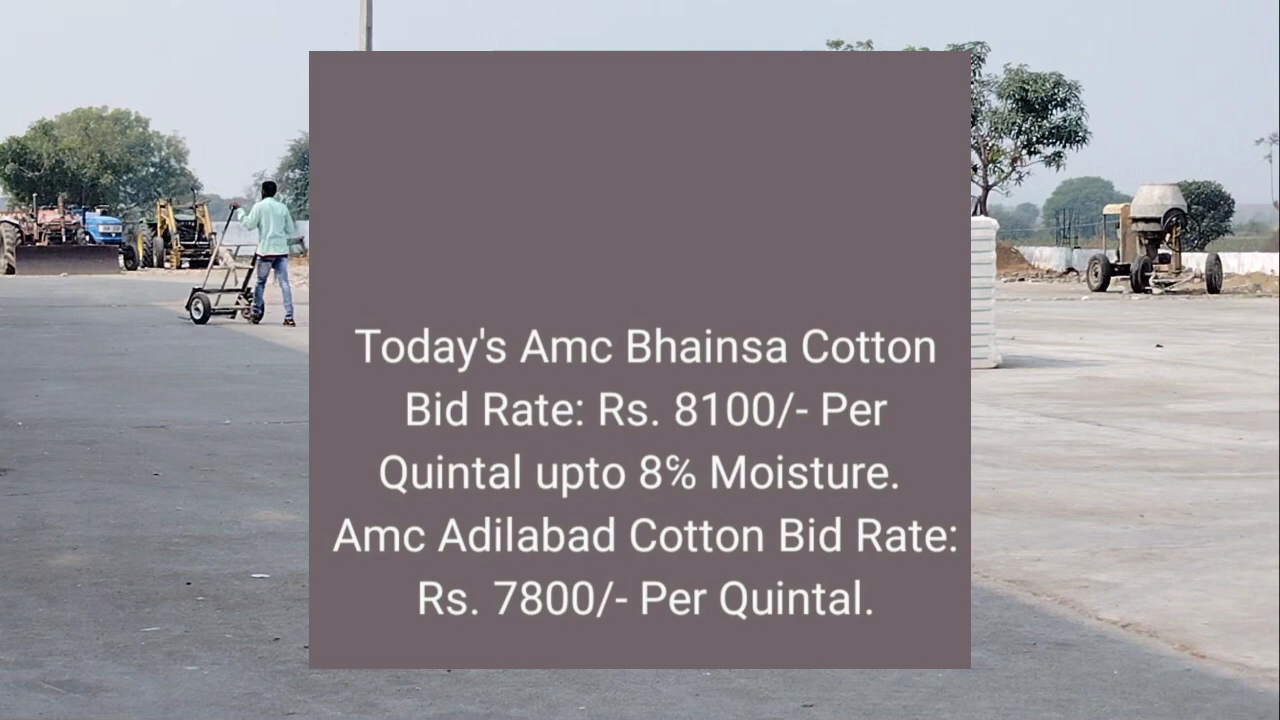 Today's Amc Bhainsa Cotton
Bid Rate: Rs. 8100/- Per
Quintal upto 8% Moisture.
Amc Adilabad Cotton Bid Rate:
Rs. 7800/- Per Quintal.